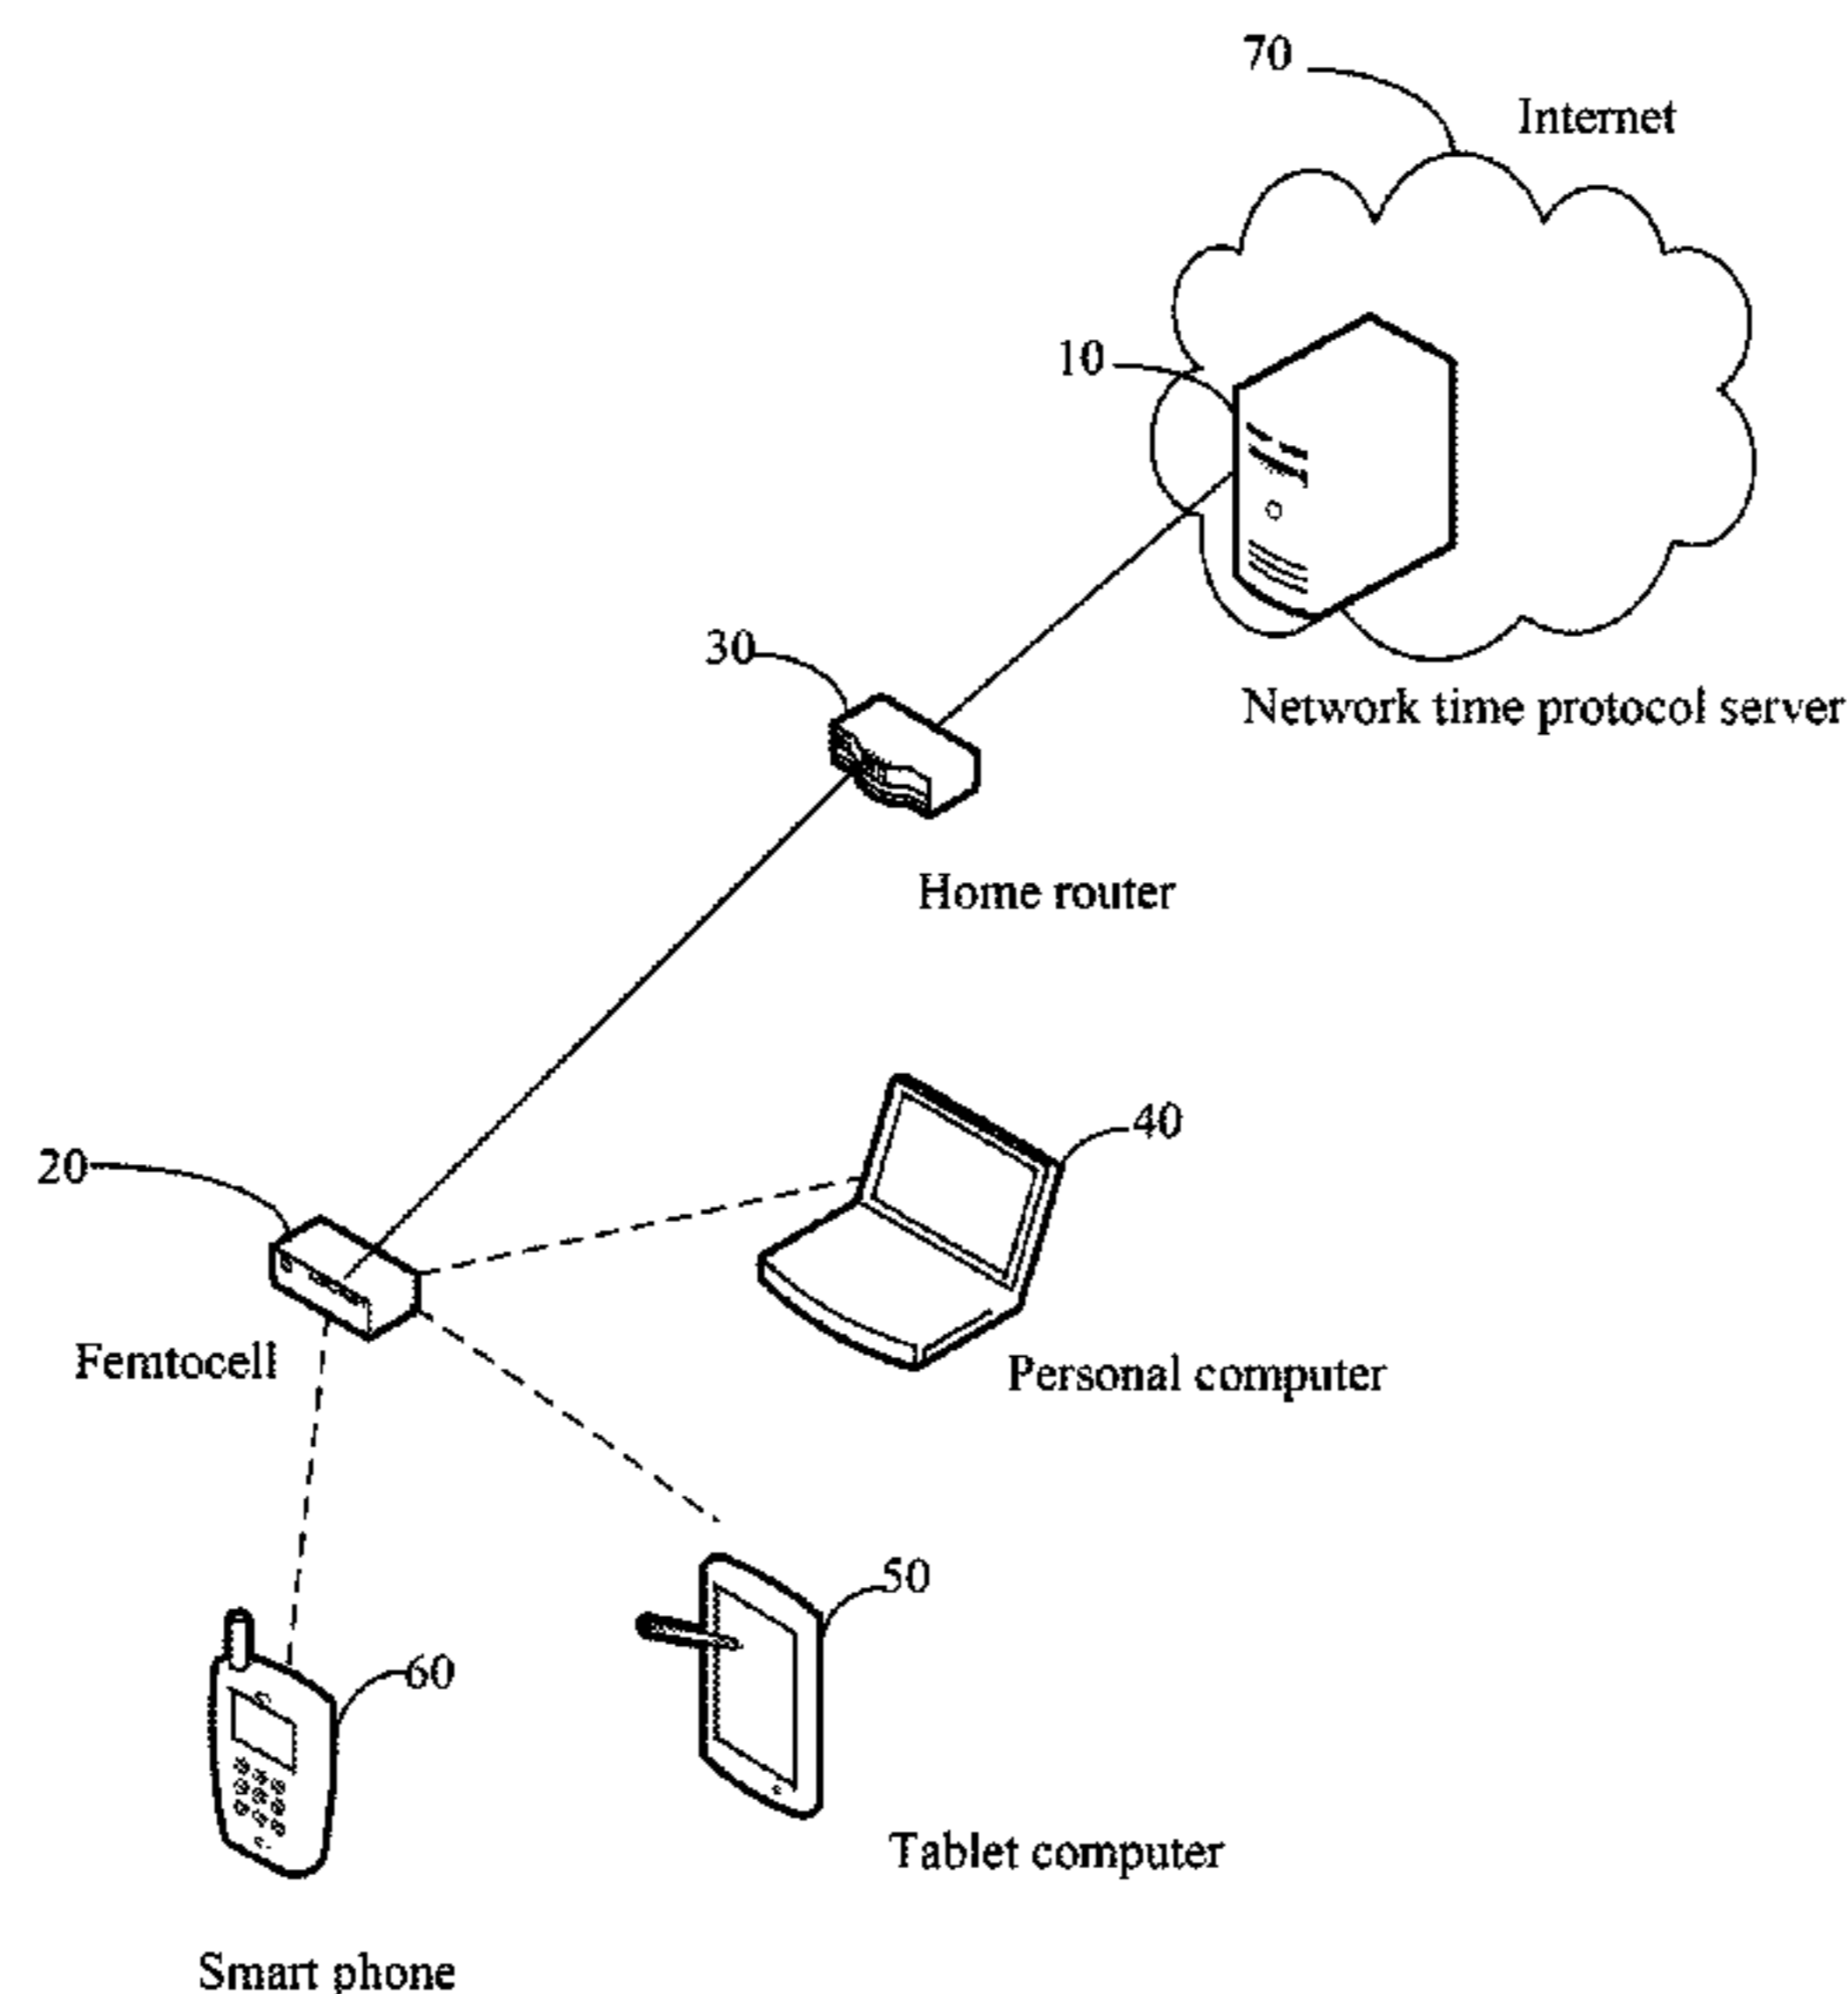 70
Internet
10
30
Network time protocol server
Home router
40
20
Femtocell
Personal computer
50
60
Tablet computer
Smart phone